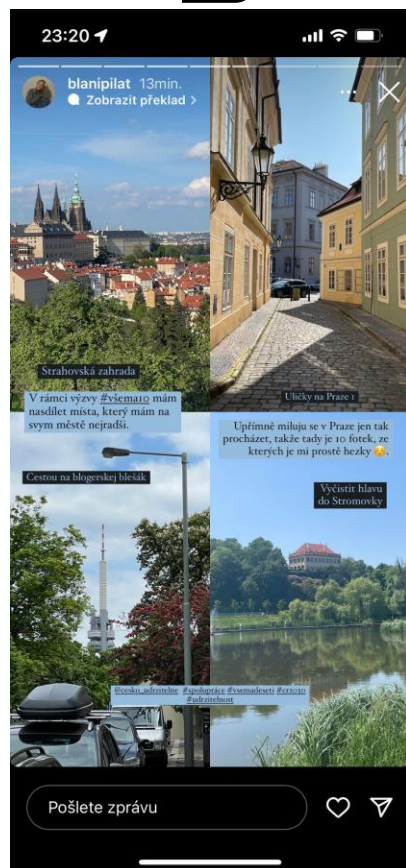 23:20
blanipilat 13min.
Zobrazit překlad >
Strahovská zahrada
V rámci výzvy #všema10 mám
nasdílet místa, který mám na
svym městě nejradši.
Uličky na Praze 1
Upřímně miluju se v Praze jen tak
procházet, takže tady je 10 fotek, ze
kterých je mi prostě hezky 😊.
Cestou na blogerskej blešák
Vyčistit hlavu
do Stromovky
@cesko_udrzitelne #spolupráce #vsemadeseti #cr2030
#udrzitelnost
Pošlete zprávu